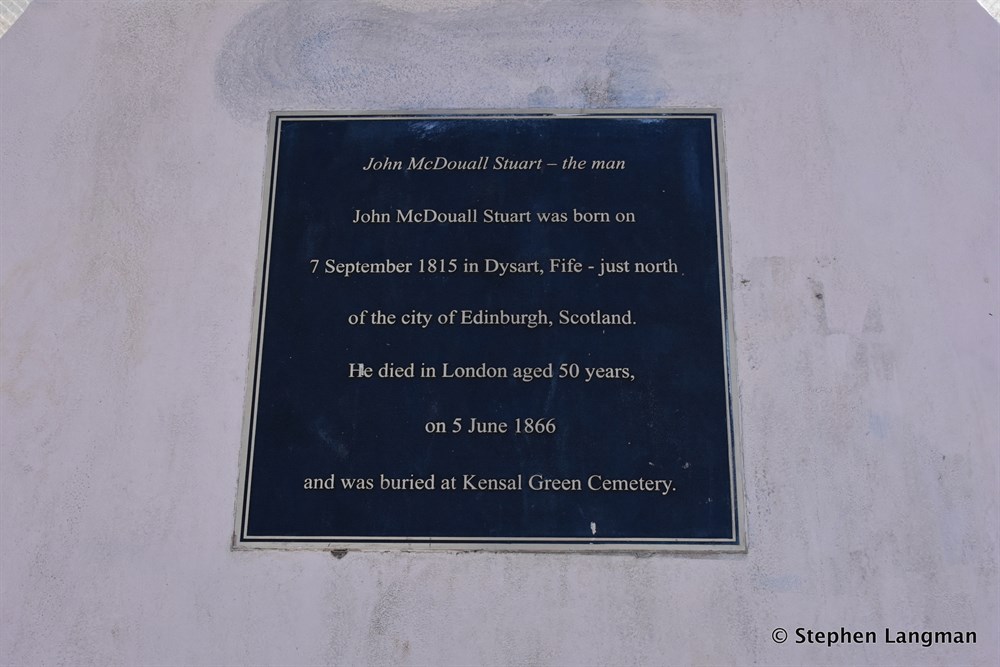 John McDouall Stuart – the man
John McDouall Stuart was born on
7 September 1815 in Dysart, Fife - just north
of the city of Edinburgh, Scotland.
He died in London aged 50 years,
on 5 June 1866
and was buried at Kensal Green Cemetery.
© Stephen Langman